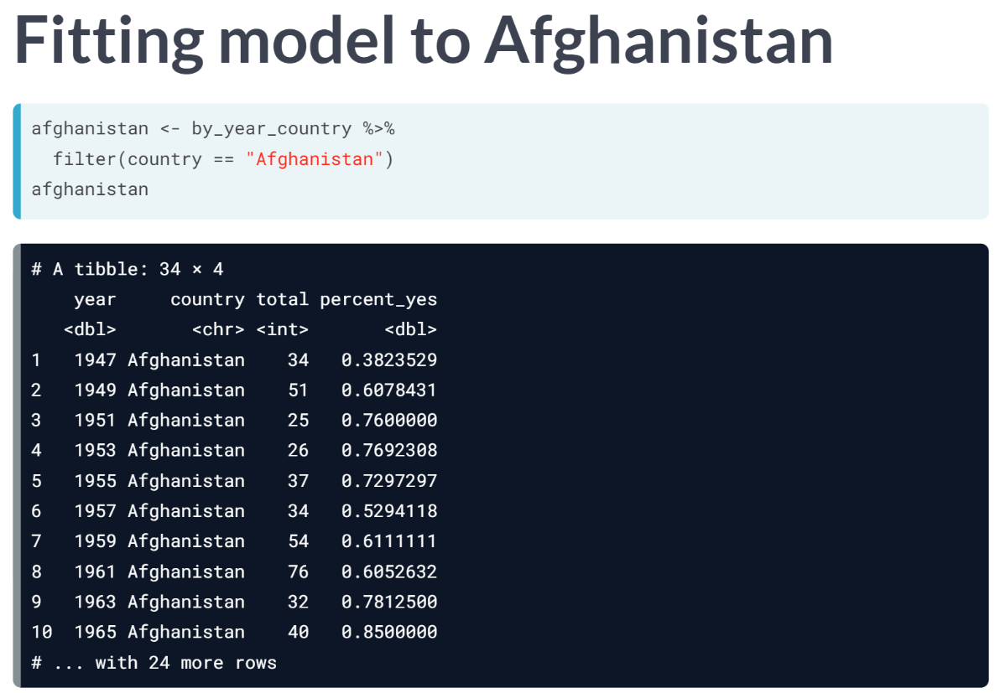 Fitting model to Afghanistan
afghanistan <- by_year_country %>%
  filter(country == "Afghanistan")
afghanistan
# A tibble: 34 × 4
    year     country total percent_yes
   <dbl>       <chr> <int>       <dbl>
1   1947 Afghanistan    34   0.3823529
2   1949 Afghanistan    51   0.6078431
3   1951 Afghanistan    25   0.7600000
4   1953 Afghanistan    26   0.7692308
5   1955 Afghanistan    37   0.7297297
6   1957 Afghanistan    34   0.5294118
7   1959 Afghanistan    54   0.6111111
8   1961 Afghanistan    76   0.6052632
9   1963 Afghanistan    32   0.7812500
10  1965 Afghanistan    40   0.8500000
# ... with 24 more rows